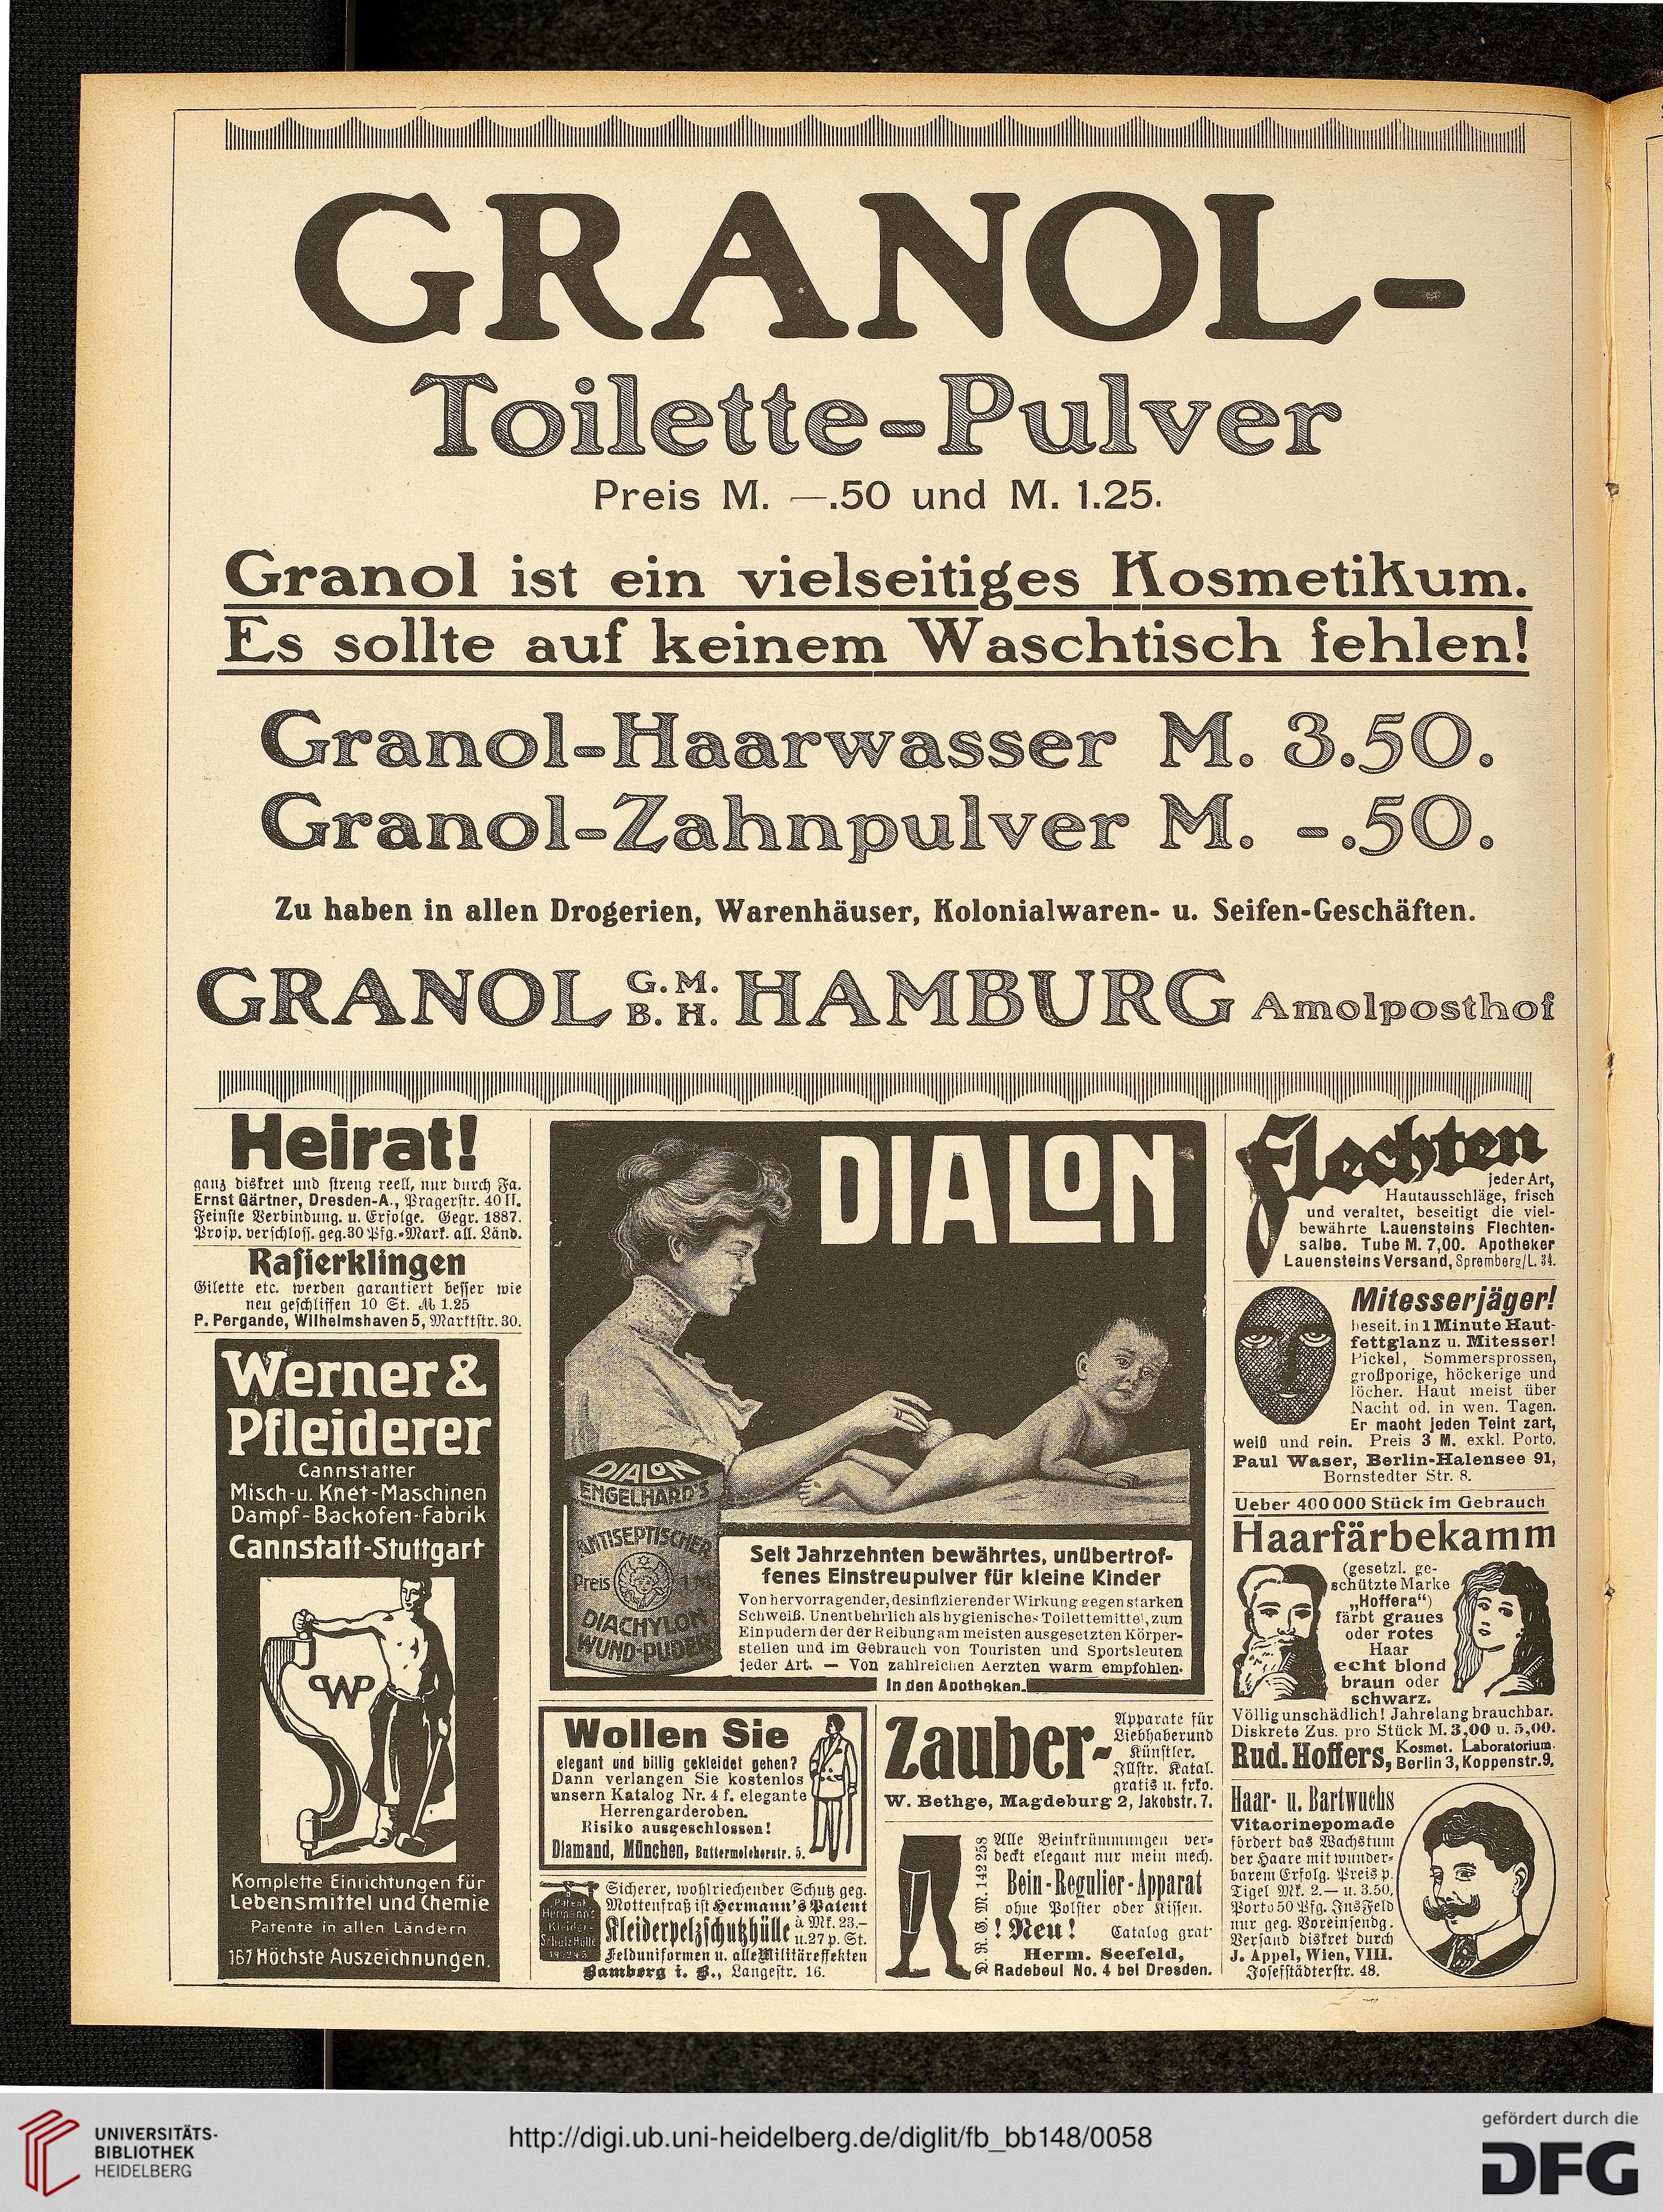 GRANOL-
Toilette-Pulver
Preis M. —.50 und M. 1.25.
Granol ist ein vielseitiges Kosmetikum.
Es sollte auf keinem Waschtisch fehlen!
Granol-Haarwasser M. 3.50.
Granol-Zahnpulver M. -.50.
Zu haben in allen Drogerien, Warenhäuser, Kolonialwaren- u. Seifen-Geschäften.
GRANOL G. M. B. H. HAMBURG Amolposthof
Heirat!
ganz diskret und streng reell, nur durch Fa.
Ernst Gärtner, Dresden-A., Pragerstr. 40 II.
Feinste Verbindung. u. Erfolge. Gegr. 1887.
Prosp. verschloss. geg. 30 Pfg.-Mark. all. Länd.
Rasierklingen
Gilette etc. werden garantiert besser wie
neu geschliffen 10 St. M 1.25
P. Pergande, Wilhelmshaven 5, Marktstr. 30.
Werner &
Pfleiderer
Cannstatter
Misch-u. Knet-Maschinen
Dampf-Backofen-Fabrik
Cannstatt-Stuttgart
WP
Komplette Einrichtungen für
Lebensmittel und Chemie
Patente in allen Ländern
167 Höchste Auszeichnungen.
DIALON
DIALON
ENGELHARD'S
ANTISEPTISCHER
Preis 1 M.
DIACHYLON
WUND-PUDER
Seit Jahrzehnten bewährtes, unübertrof-
fenes Einstreupulver für kleine Kinder
Von hervorragender, desinfizierender Wirkung gegen starken
Schweiß. Unentbehrlich als hygienisches Toilettemittel, zum
Einpudern der der Reibung am meisten ausgesetzten Körper-
stellen und im Gebrauch von Touristen und Sportsleuten
jeder Art. — Von zahlreichen Aerzten warm empfohlen.
In den Apotheken.
Wollen Sie
elegant und billig gekleidet gehen?
Dann verlangen Sie kostenlos
unsern Katalog Nr. 4 f. elegante
Herrengarderoben.
Risiko ausgeschlossen!
Diamand, München, Buttermelcherstr. 5.
Patent
Hermann's
Kleider-
Schutz Hülle
Sicherer, wohlriechender Schutz geg.
Mottenfraß ist Hermann's Patent
Kleiderpelzschutzhülle à Mk. 23.— u. 27 p. St.
Felduniformen u. alle Militäreffekten
Bamberg i. B., Langestr. 16.
Zauber-
Apparate für
Liebhaber und
Künstler.
Illstr. Katal.
gratis u. frko.
W. Bethge, Magdeburg 2, Jakobstr. 7.
D. R. G. M. 142258
Alle Beinkrümmungen ver-
deckt elegant nur mein mech.
Bein-Regulier-Apparat
ohne Polster oder Kissen.
! Neu! Catalog grat.
Herm. Seefeld,
Radebeul No. 4 bei Dresden.
Flechten
jeder Art,
Hautausschläge, frisch
und veraltet, beseitigt die viel-
bewährte Lauensteins Flechten-
salbe. Tube M. 7,00. Apotheker
Lauensteins Versand, Spremberg/L. 34.
Mitesserjäger!
beseit. in 1 Minute Haut-
fettglanz u. Mitesser!
Pickel, Sommersprossen,
großporige, höckerige und
löcher. Haut meist über
Nacht od. in wen. Tagen.
Er macht jeden Teint zart,
weiß und rein. Preis 3 M. exkl. Porto.
Paul Waser, Berlin-Halensee 91,
Bornstedter Str. 8.
Ueber 400 000 Stück im Gebrauch
Haarfärbekamm
(gesetzl. ge-
schützte Marke
„Hoffera“)
färbt graues
oder rotes
Haar
echt blond
braun oder
schwarz.
Völlig unschädlich! Jahrelang brauchbar.
Diskrete Zus. pro Stück M. 3,00 u. 5,00.
Rud. Hoffers, Kosmet. Laboratorium. Berlin 3, Koppenstr. 9.
Haar- u. Bartwuchs
Vitacrinepomade
fördert das Wachstum
der Haare mit wunder-
barem Erfolg. Preis p.
Tigel Mk. 2.— u. 3.50,
Porto 50 Pfg. Ins Feld
nur geg. Voreinsendg.
Versand diskret durch
J. Appel, Wien, VIII.
Josefstädterstr. 48.
UNIVERSITÄTS-
BIBLIOTHEK
HEIDELBERG
http://digi.ub.uni-heidelberg.de/diglit/fb_bb148/0058
gefördert durch die
DFG